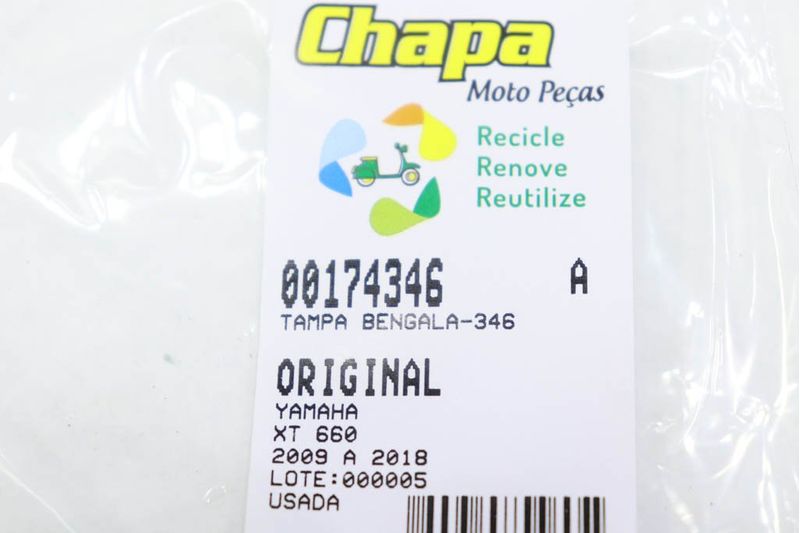 Chapa
Moto Peças
Recicle
Renove
Reutilize
00174346 A
TAMPA BENGALA-346
ORIGINAL
YAMAHA
XT 660
2009 A 2018
LOTE:000005
USADA